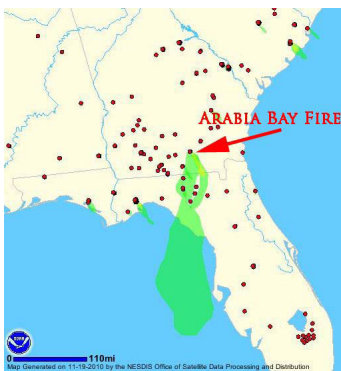 ARABIA BAY FIRE
0 110mi
Map Generated on 11-19-2010 by the NESDIS Office of Satellite Data Processing and Distribution